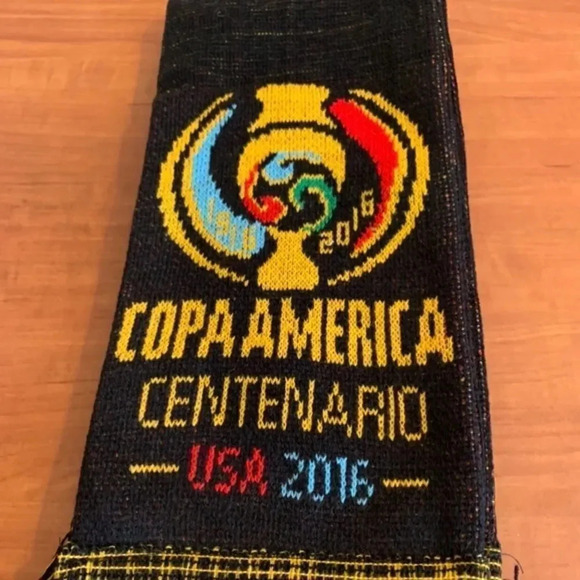 1916 2016
COPA AMERICA
CENTENARIO
USA 2016